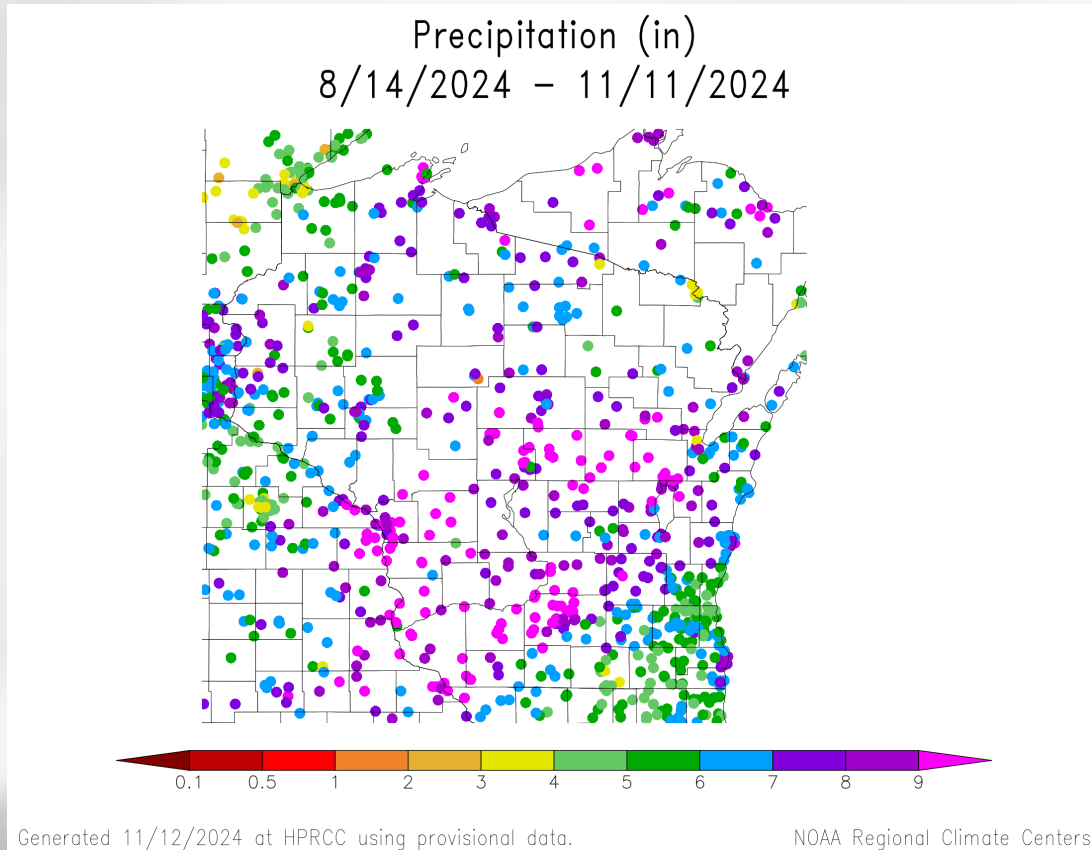 Precipitation (in)
8/14/2024 – 11/11/2024
0.1 0.5 1 2 3 4 5 6 7 8 9
Generated 11/12/2024 at HPRCC using provisional data.
NOAA Regional Climate Centers